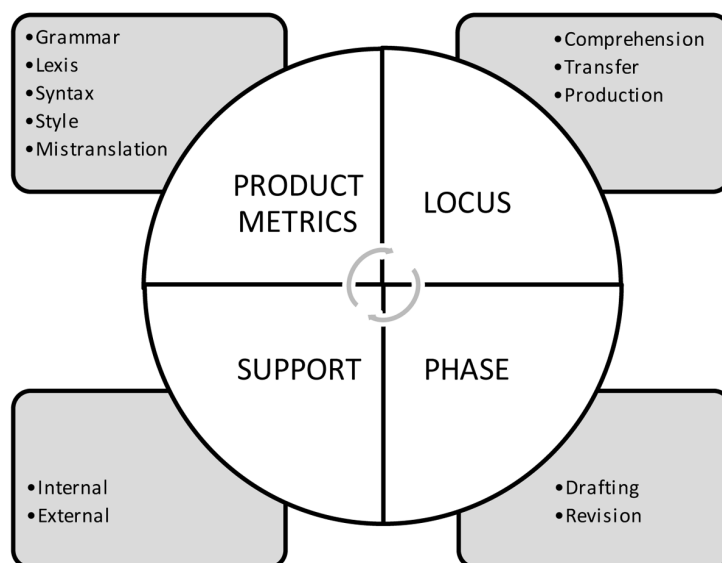 •Grammar
•Lexis
•Syntax
•Style
•Mistranslation
•Comprehension
•Transfer
•Production
PRODUCT
METRICS
LOCUS
SUPPORT
PHASE
•Internal
•External
•Drafting
•Revision